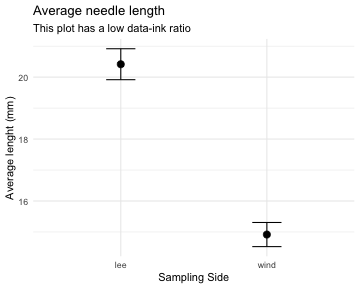 Average needle length
This plot has a low data-ink ratio
Average lenght (mm)
20
18
16
lee
wind
Sampling Side